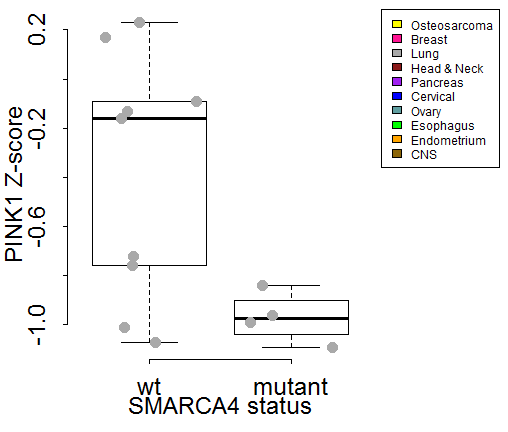 PINK1 Z-score
0.2
-0.2
-0.6
-1.0
wt mutant
SMARCA4 status
Osteosarcoma
Breast
Lung
Head & Neck
Pancreas
Cervical
Ovary
Esophagus
Endometrium
CNS